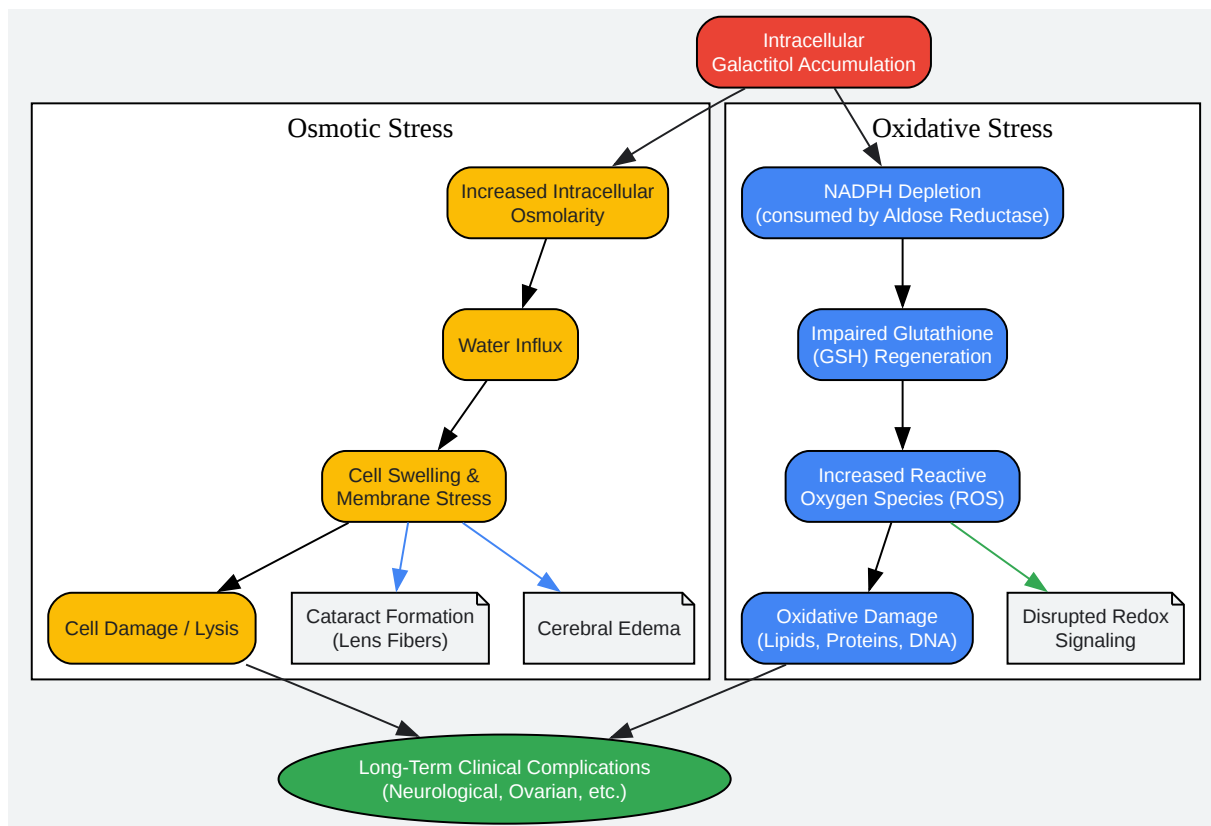 Intracellular
Galactitol Accumulation
Osmotic Stress
Increased Intracellular
Osmolarity
Water Influx
Cell Swelling &
Membrane Stress
Cell Damage / Lysis
Cataract Formation
(Lens Fibers)
Cerebral Edema
Oxidative Stress
NADPH Depletion
(consumed by Aldose Reductase)
Impaired Glutathione
(GSH) Regeneration
Increased Reactive
Oxygen Species (ROS)
Oxidative Damage
(Lipids, Proteins, DNA)
Disrupted Redox
Signaling
Long-Term Clinical Complications
(Neurological, Ovarian, etc.)